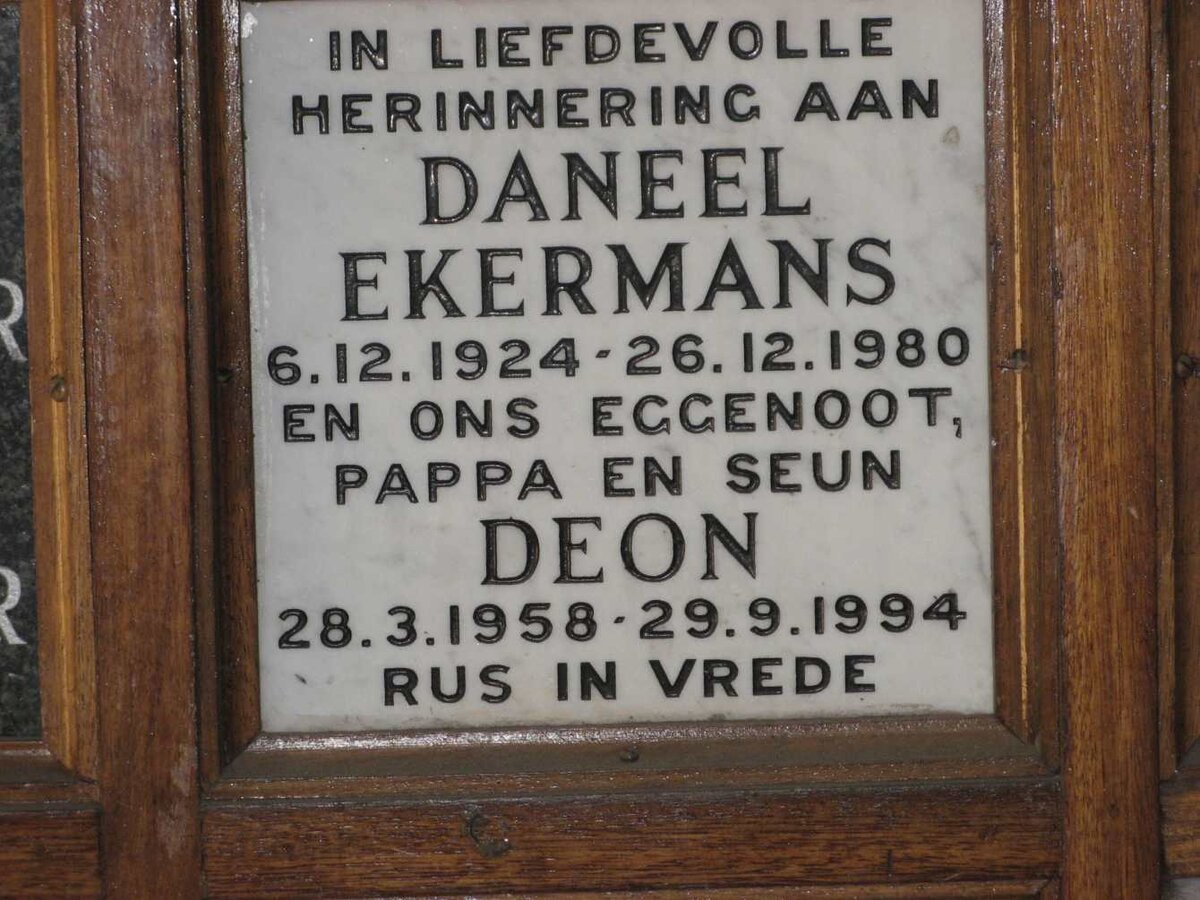 IN LIEFDEVOLLE
HERINNERING AAN
DANEEL
EKERMANS
6.12.1924 - 26.12.1980
EN ONS EGGENOOT,
PAPPA EN SEUN
DEON
28.3.1958 - 29.9.1994
RUS IN VREDE
R
R